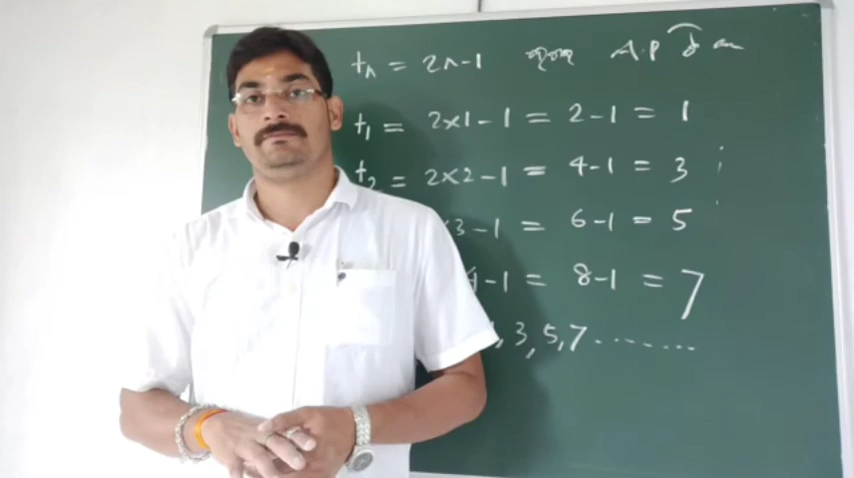 tₙ = 2n-1 A.P
t₁ = 2×1-1 = 2-1 = 1
t₂ = 2×2-1 = 4-1 = 3
×3-1 = 6-1 = 5
-1 = 8-1 = 7
3, 5, 7.........